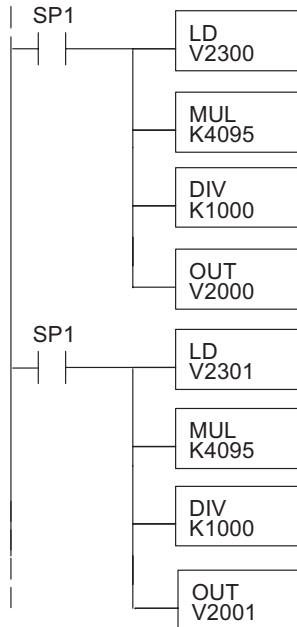 SP1
LD
V2300
MUL
K4095
DIV
K1000
OUT
V2000
SP1
LD
V2301
MUL
K4095
DIV
K1000
OUT
V2001